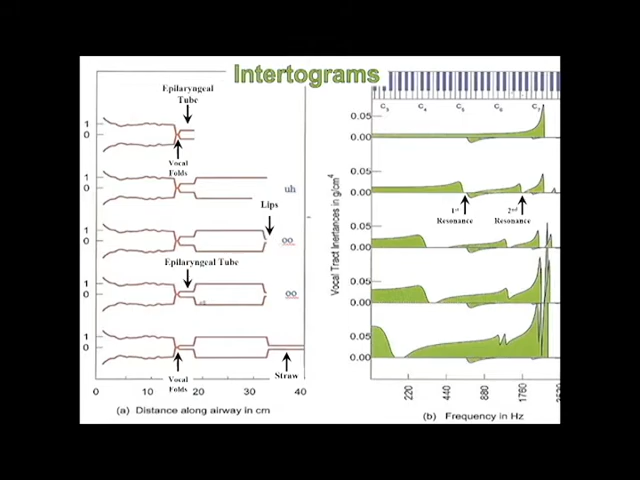 Intertograms
Epilaryngeal
Tube
1
0
Vocal
Folds
1
0
uh
Lips
1
0
oo
Epilaryngeal Tube
1
0
oo
1
0
Vocal
Folds
Straw
0
10
20
30
40
(a) Distance along airway in cm
C₄
C₅
C₆
C₇
Vocal Tract Inertances in g/cm⁴
0.05
0.00
0.05
0.00
1ˢᵗ
Resonance
2ⁿᵈ
Resonance
0.05
0.00
0.05
0.00
0.05
0.00
220
440
880
1760
(b) Frequency in Hz